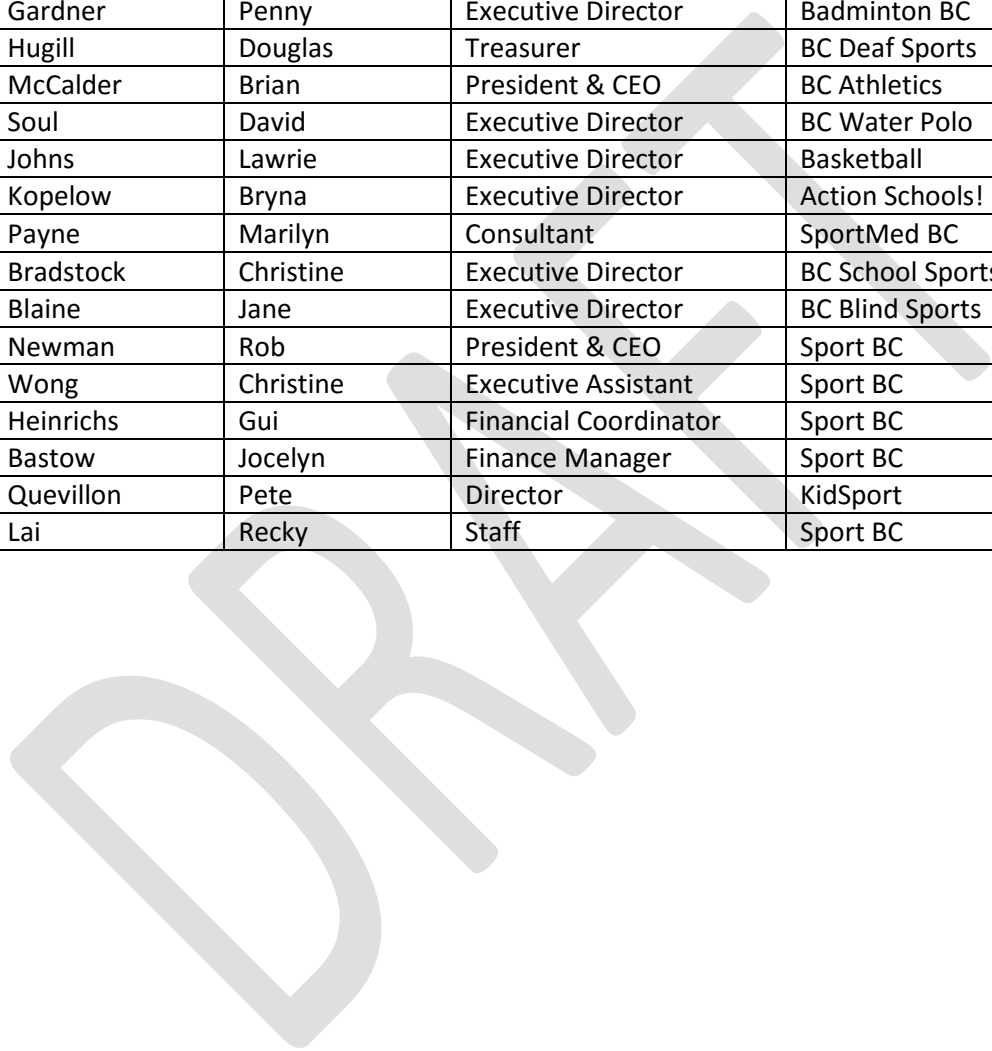 Gardner Penny Executive Director Badminton BC
Hugill Douglas Treasurer BC Deaf Sports
McCalder Brian President & CEO BC Athletics
Soul David Executive Director BC Water Polo
Johns Lawrie Executive Director Basketball
Kopelow Bryna Executive Director Action Schools!
Payne Marilyn Consultant SportMed BC
Bradstock Christine Executive Director BC School Sports
Blaine Jane Executive Director BC Blind Sports
Newman Rob President & CEO Sport BC
Wong Christine Executive Assistant Sport BC
Heinrichs Gui Financial Coordinator Sport BC
Bastow Jocelyn Finance Manager Sport BC
Quevillon Pete Director KidSport
Lai Recky Staff Sport BC
DRAFT